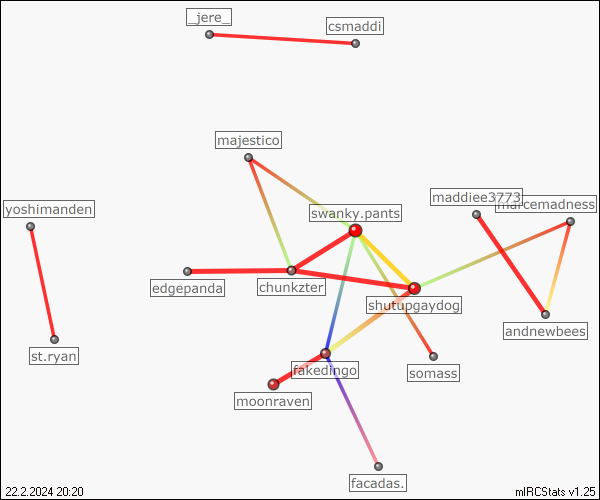 _jere_
csmaddi
majestico
maddiee3773
marcemadness
yoshimanden
swanky.pants
edgepanda
chunkzter
shutupgaydog
andnewbees
st.ryan
fakedingo
somass
moonraven
facadas.
22.2.2024 20:20
mIRCStats v1.25